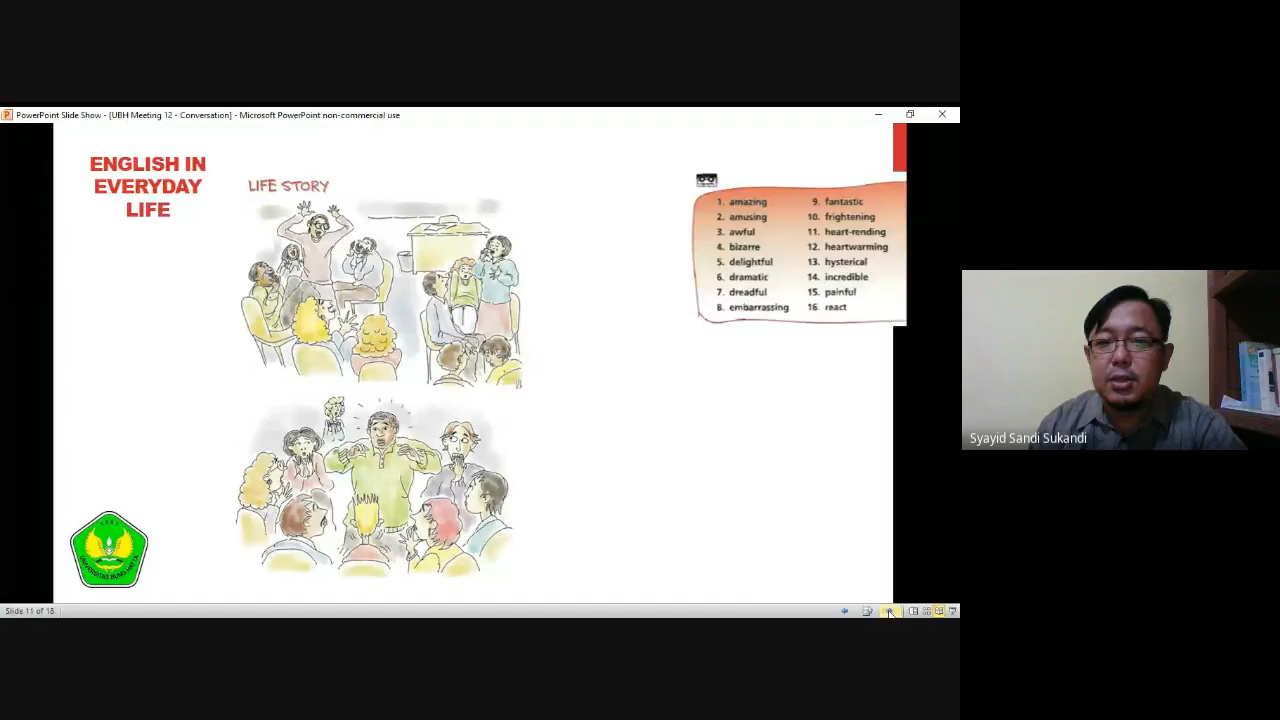 PowerPoint Slide Show - [UBH Meeting 12 - Conversation] - Microsoft PowerPoint non-commercial use
ENGLISH IN
EVERYDAY
LIFE
LIFE STORY
1. amazing
2. amusing
3. awful
4. bizarre
5. delightful
6. dramatic
7. dreadful
8. embarrassing
9. fantastic
10. frightening
11. heart-rending
12. heartwarming
13. hysterical
14. incredible
15. painful
16. react
Syayid Sandi Sukandi
UNIVERSITAS BUNG HATTA
Slide 11 of 18